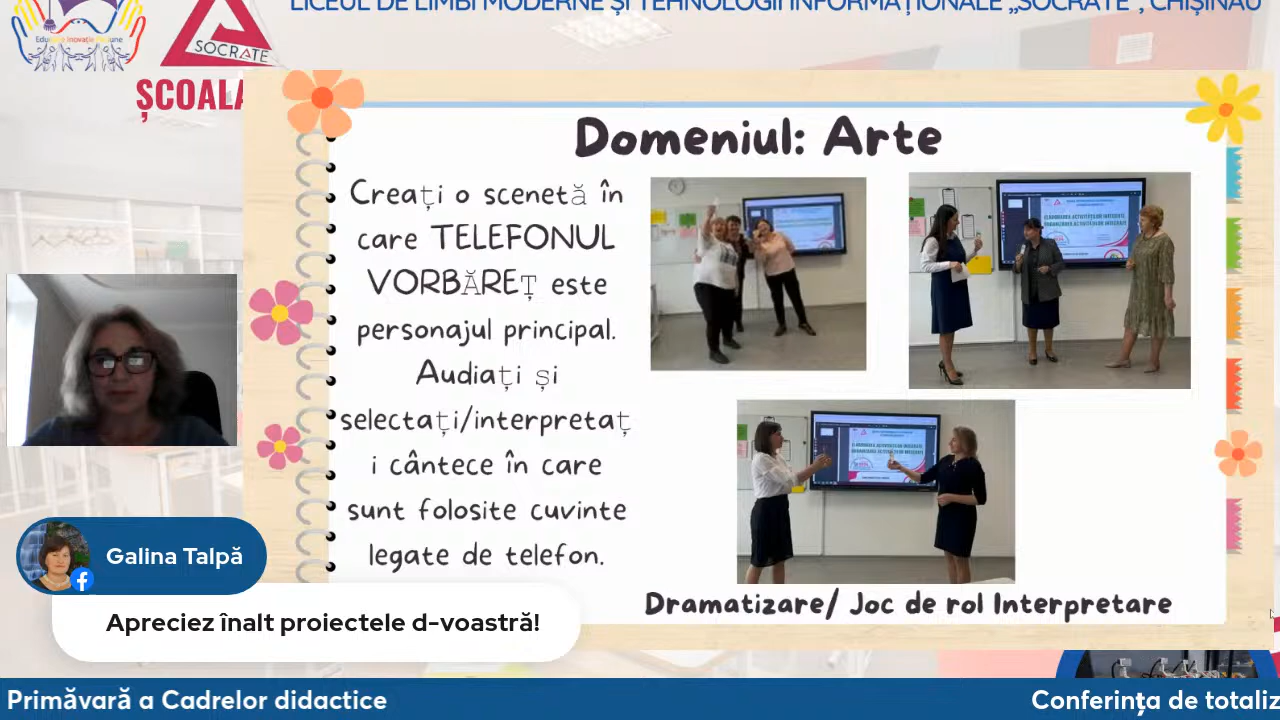 LICEUL DE LIMBI MODERNE ȘI TEHNOLOGII INFORMAȚIONALE „SOCRATE”, CHIȘINĂU
SOCRATE
ȘCOALA
Domeniul: Arte
Creați o scenetă în
care TELEFONUL
VORBĂREȚ este
personajul principal.
Audiați și
selectați/interpretaț
i cântece în care
sunt folosite cuvinte
legate de telefon.
Dramatizare/ Joc de rol Interpretare
Galina Talpă
Apreciez înalt proiectele d-voastră!
Primăvară a Cadrelor didactice
Conferința de totaliz